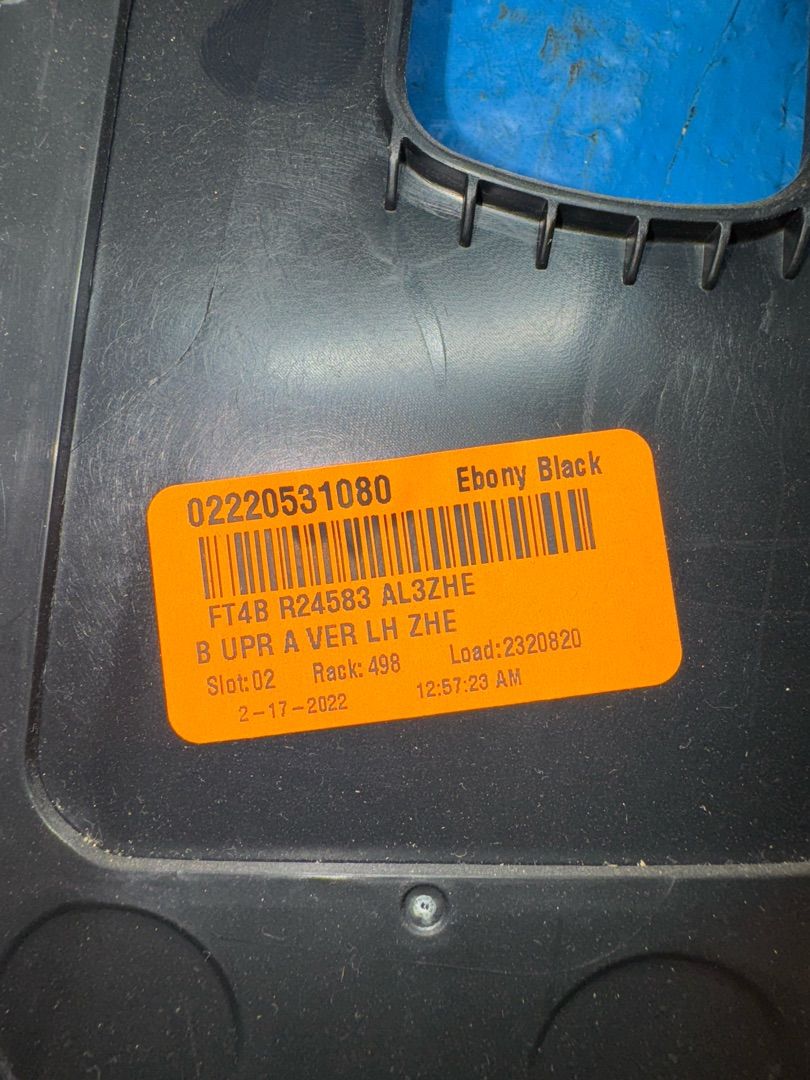 02220531080 Ebony Black
FT4B R24583 AL3ZHE
B UPR A VER LH ZHE
Slot:02 Rack:498 Load:2320820
2-17-2022 12:57:23 AM